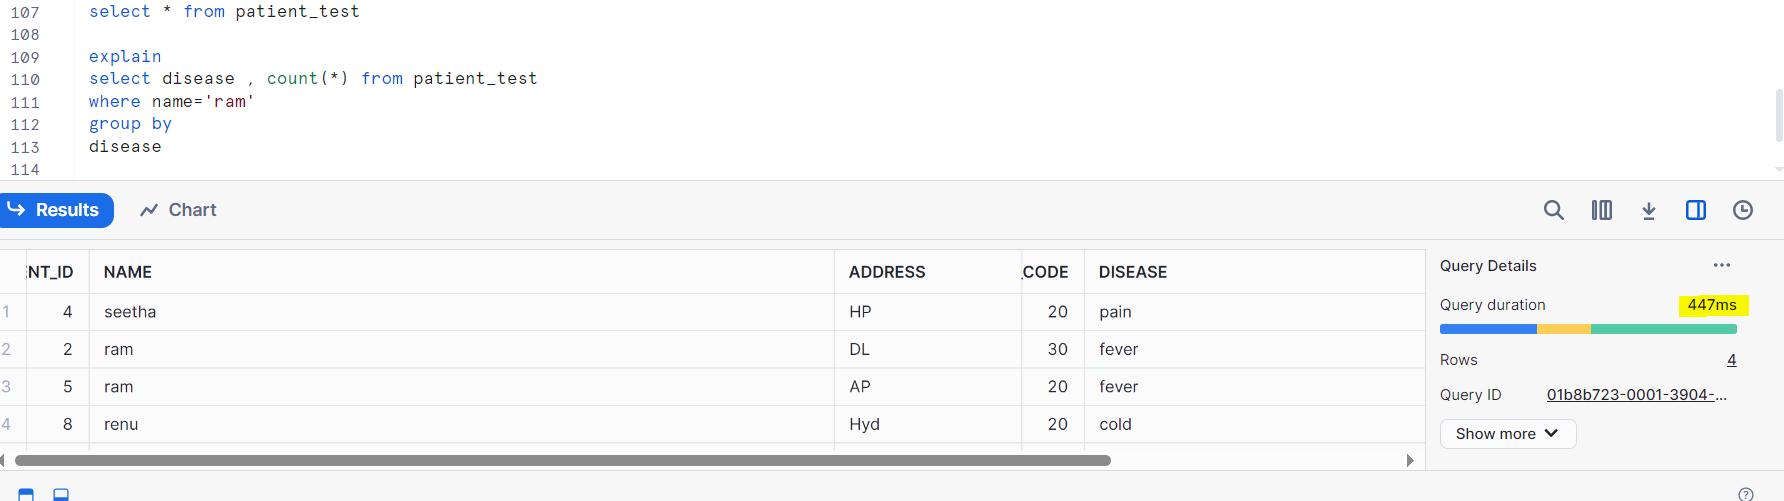 107 select * from patient_test
108
109 explain
110 select disease , count(*) from patient_test
111 where name='ram'
112 group by
113 disease
114
Results Chart
NT_ID NAME ADDRESS _CODE DISEASE
1 4 seetha HP 20 pain
2 2 ram DL 30 fever
3 5 ram AP 20 fever
4 8 renu Hyd 20 cold
Query Details ...
Query duration 447ms
Rows 4
Query ID 01b8b723-0001-3904-...
Show more